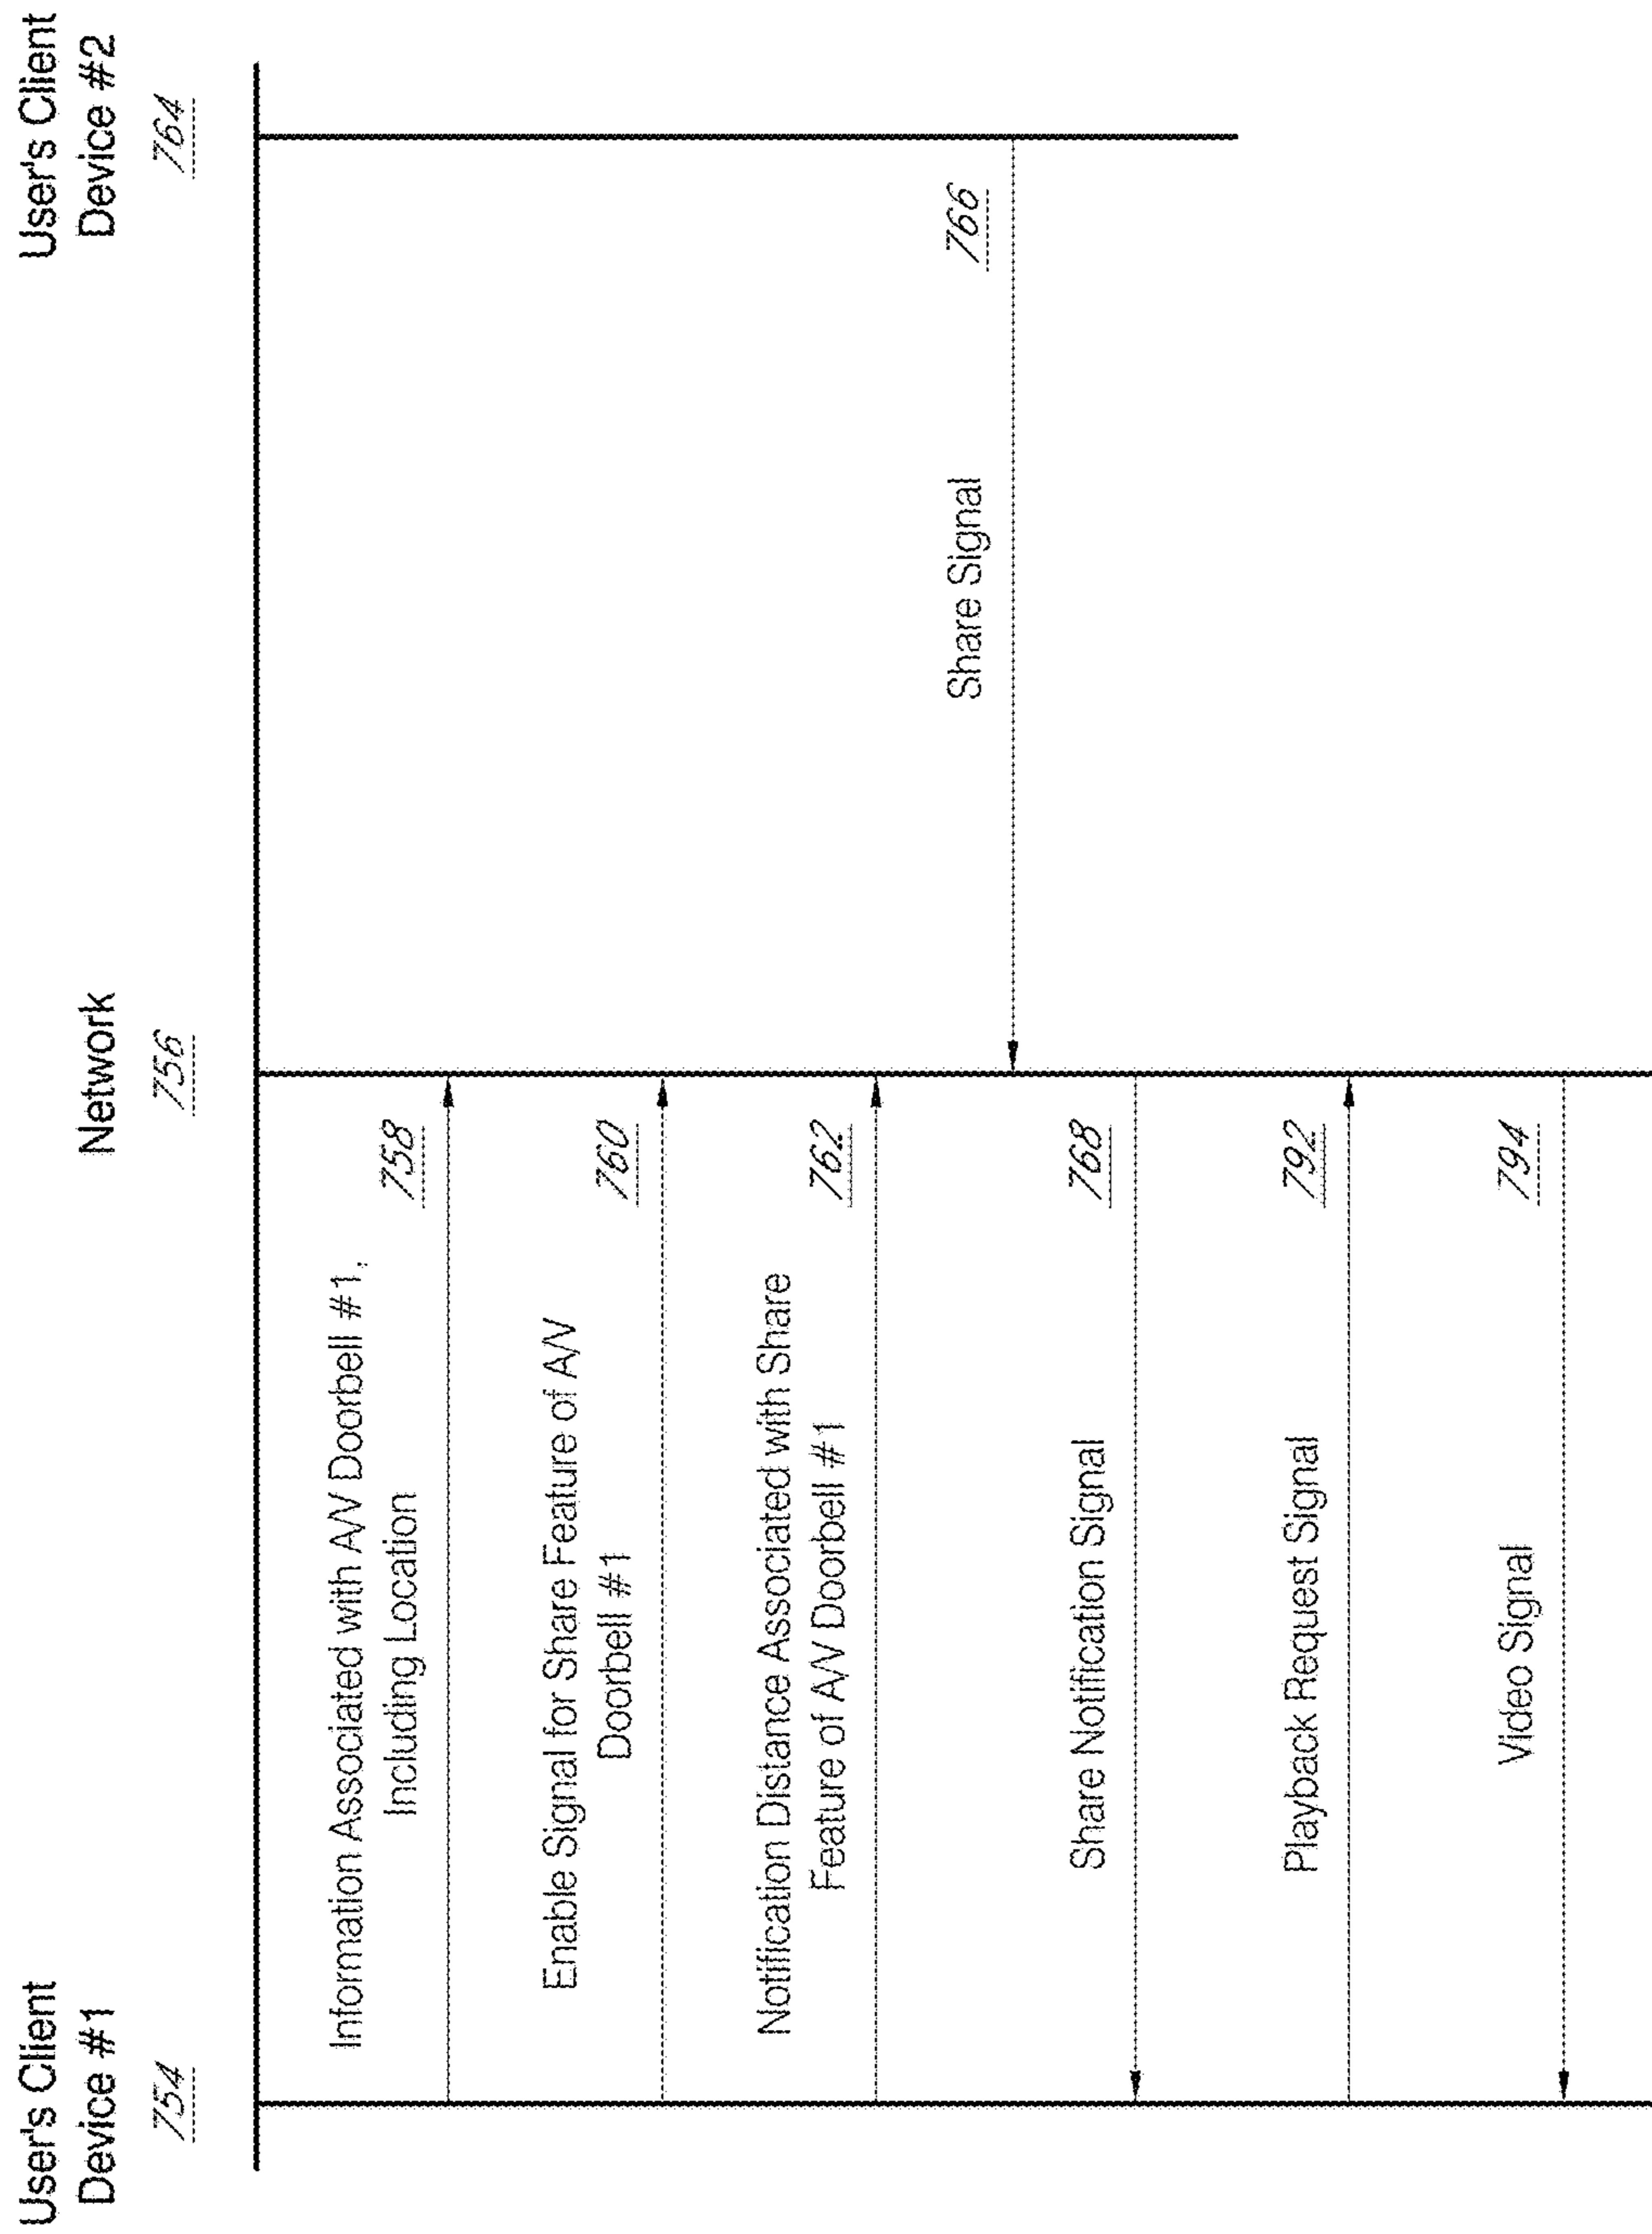 User's Client
Device #1
754
Network
756
User's Client
Device #2
764
Information Associated with A/V Doorbell #1,
Including Location
758
Enable Signal for Share Feature of A/V
Doorbell #1
760
Notification Distance Associated with Share
Feature of A/V Doorbell #1
762
Share Signal
766
Share Notification Signal
768
Playback Request Signal
792
Video Signal
794